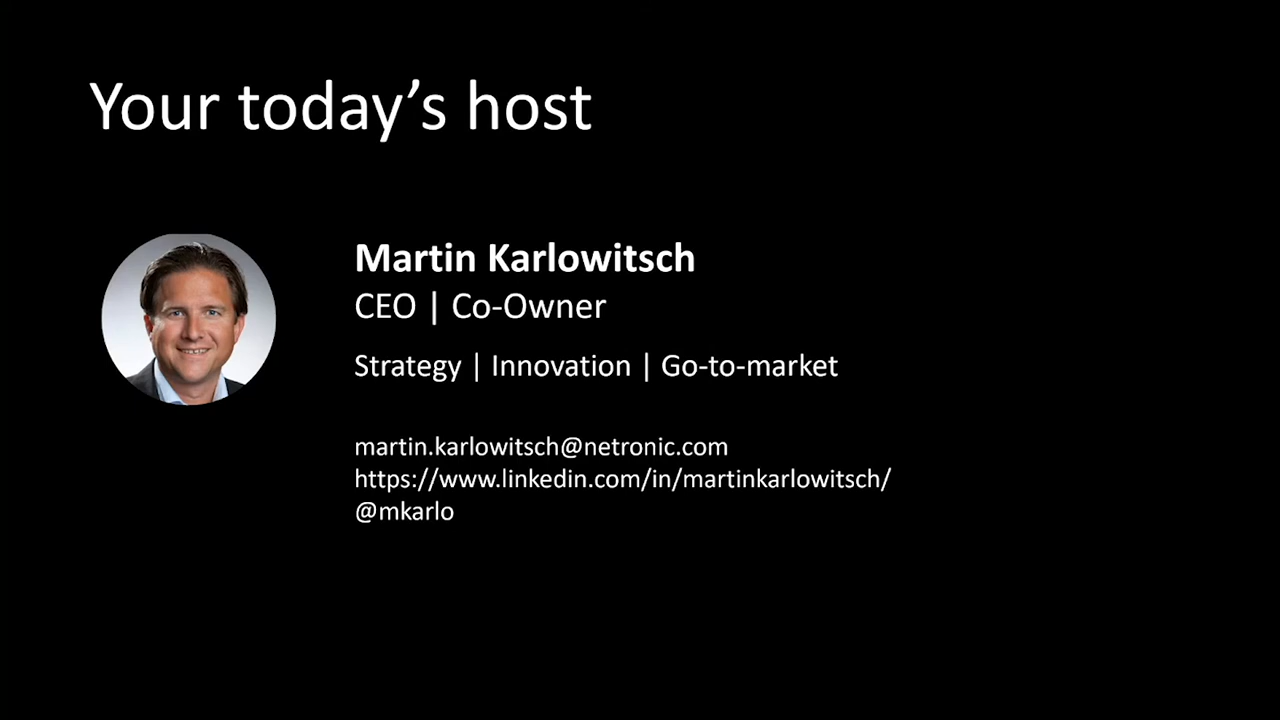 Your today’s host
Martin Karlowitsch
CEO | Co-Owner
Strategy | Innovation | Go-to-market
martin.karlowitsch@netronic.com
https://www.linkedin.com/in/martinkarlowitsch/
@mkarlo